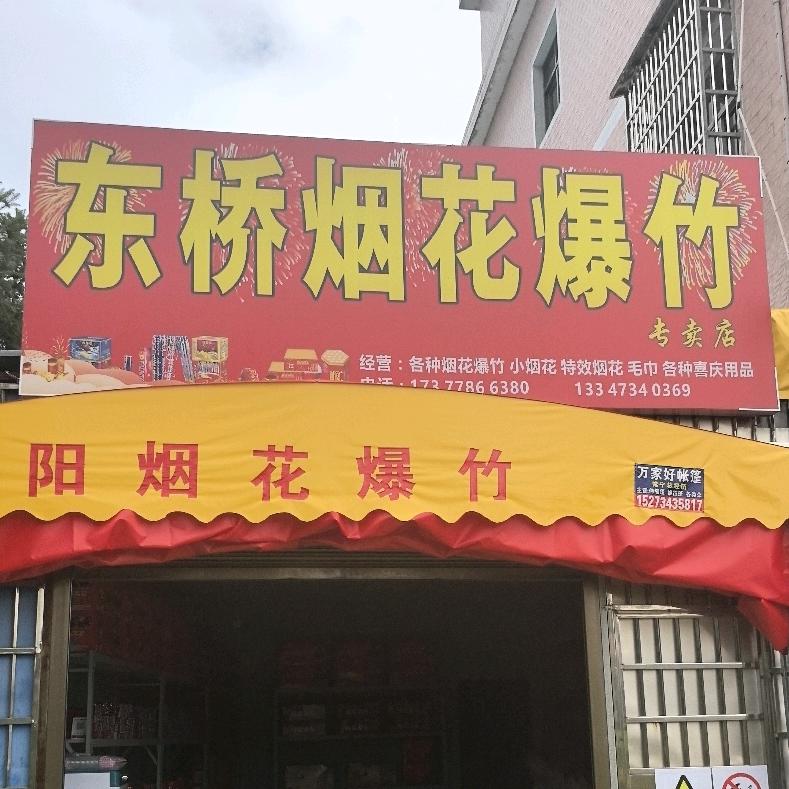 东桥烟花爆竹
专卖店
经营：各种烟花爆竹 小烟花 特效烟花 毛巾 各种喜庆用品
电话：173 7786 6380 133 4734 0369
阳烟花爆竹
万家好帐篷
15273435817